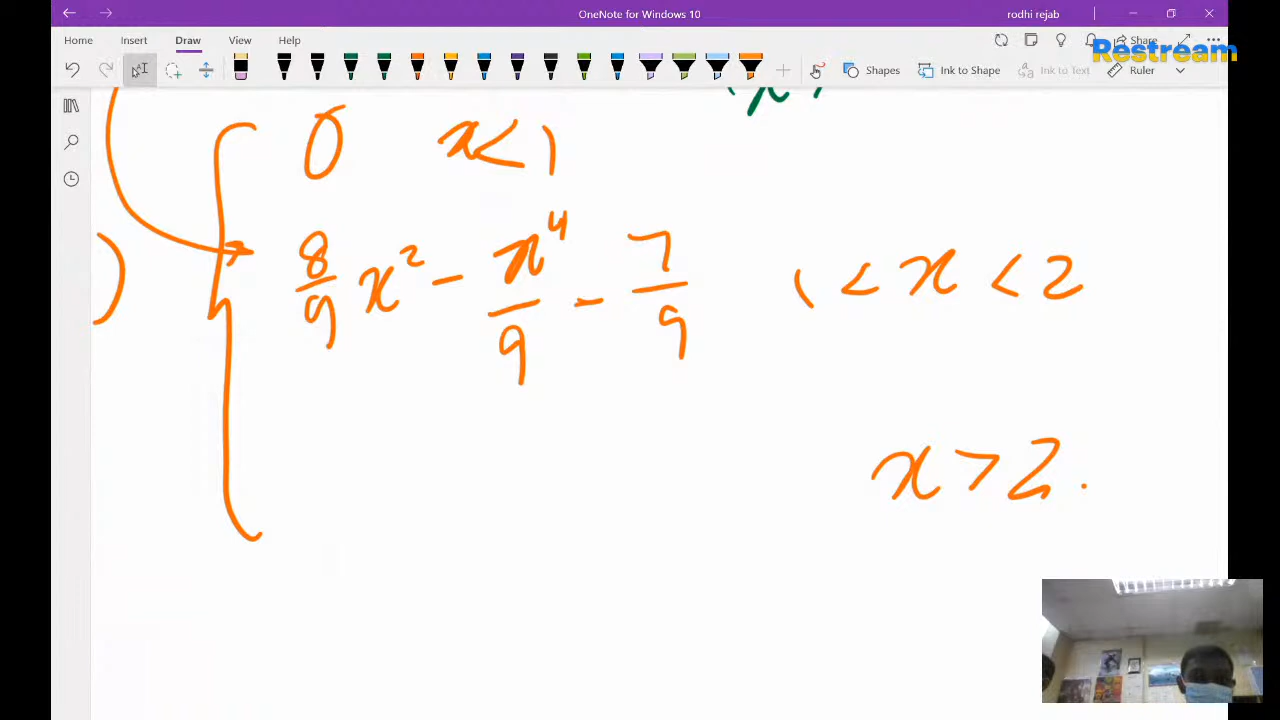 OneNote for Windows 10
rodhi rejab
Home Insert Draw View Help
Share
Restream
Shapes Ink to Shape Ink to Text Ruler
0 x<1
) 8/9 x² - x⁴/9 - 7/9 1 < x < 2
x > 2.